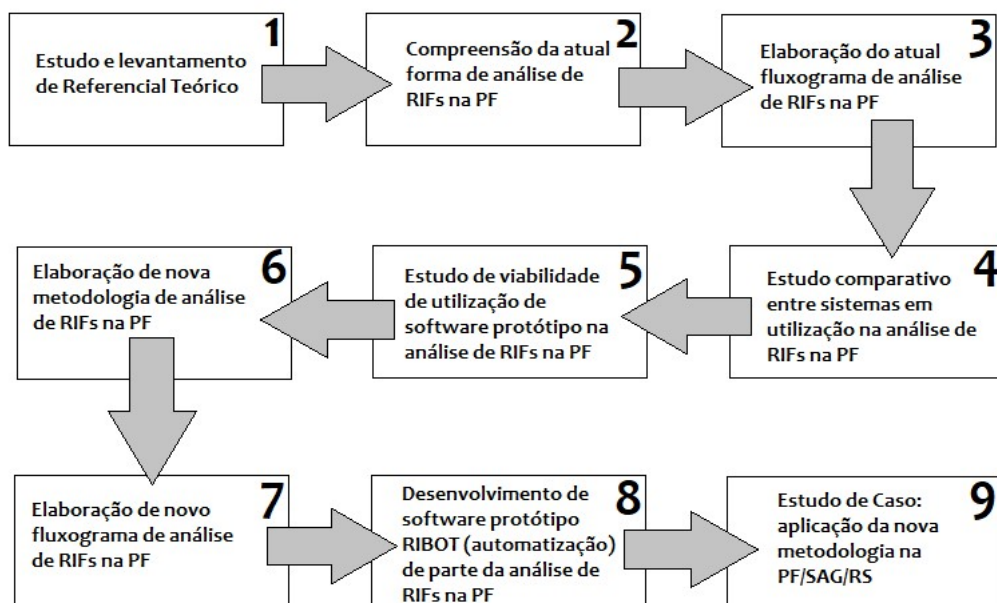 1
Estudo e levantamento
de Referencial Teórico
2
Compreensão da atual
forma de análise de
RIFs na PF
3
Elaboração do atual
fluxograma de análise
de RIFs na PF
4
Estudo comparativo
entre sistemas em
utilização na análise de
RIFs na PF
5
Estudo de viabilidade
de utilização de
software protótipo na
análise de RIFs na PF
6
Elaboração de nova
metodologia de análise
de RIFs na PF
7
Elaboração de novo
fluxograma de análise
de RIFs na PF
8
Desenvolvimento de
software protótipo
RIBOT (automatização)
de parte da análise de
RIFs na PF
9
Estudo de Caso:
aplicação da nova
metodologia na
PF/SAG/RS